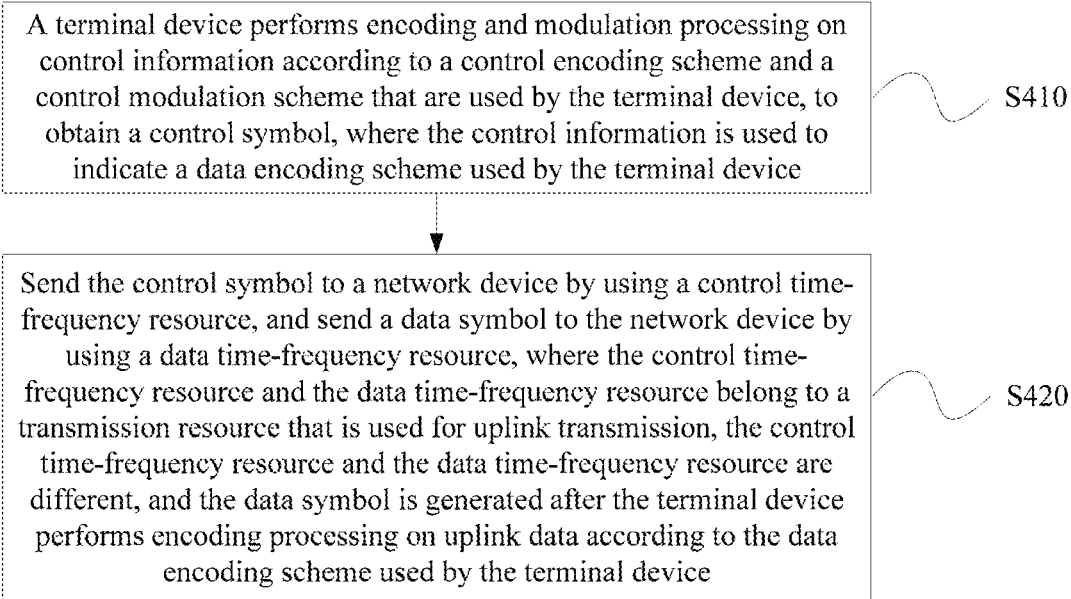 A terminal device performs encoding and modulation processing on
control information according to a control encoding scheme and a
control modulation scheme that are used by the terminal device, to
obtain a control symbol, where the control information is used to
indicate a data encoding scheme used by the terminal device
S410
Send the control symbol to a network device by using a control time-
frequency resource, and send a data symbol to the network device by
using a data time-frequency resource, where the control time-
frequency resource and the data time-frequency resource belong to a
transmission resource that is used for uplink transmission, the control
time-frequency resource and the data time-frequency resource are
different, and the data symbol is generated after the terminal device
performs encoding processing on uplink data according to the data
encoding scheme used by the terminal device
S420